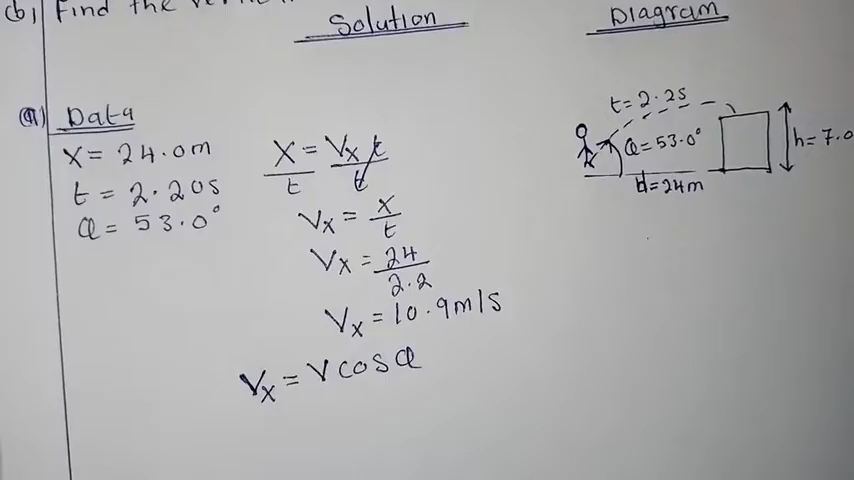 (b) Find the
Solution
Diagram
(a) Data
X = 24.0m
t = 2.20s
Q = 53.0°
X/t = Vx t/t
Vx = X/t
Vx = 24/2.2
Vx = 10.9m/s
Vx = V cos Q
t = 2.2s
Q = 53.0°
h = 7.0
d = 24m